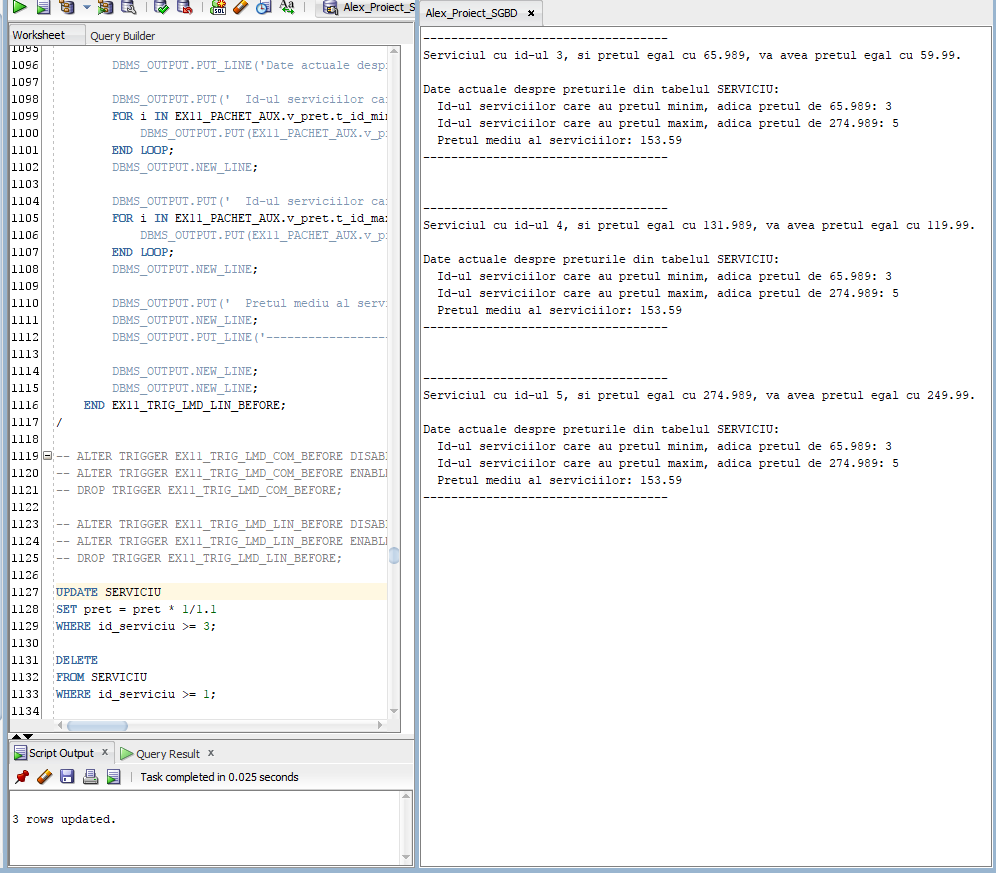 Alex_Proiect_S
Worksheet Query Builder
1095
1096 DBMS_OUTPUT.PUT_LINE('Date actuale desp
1097
1098 DBMS_OUTPUT.PUT('  Id-ul serviciilor ca
1099 FOR i IN EX11_PACHET_AUX.v_pret.t_id_mi
1100 DBMS_OUTPUT.PUT(EX11_PACHET_AUX.v_p
1101 END LOOP;
1102 DBMS_OUTPUT.NEW_LINE;
1103
1104 DBMS_OUTPUT.PUT('  Id-ul serviciilor ca
1105 FOR i IN EX11_PACHET_AUX.v_pret.t_id_ma
1106 DBMS_OUTPUT.PUT(EX11_PACHET_AUX.v_p
1107 END LOOP;
1108 DBMS_OUTPUT.NEW_LINE;
1109
1110 DBMS_OUTPUT.PUT('  Pretul mediu al serv
1111 DBMS_OUTPUT.NEW_LINE;
1112 DBMS_OUTPUT.PUT_LINE('------------------
1113
1114 DBMS_OUTPUT.NEW_LINE;
1115 DBMS_OUTPUT.NEW_LINE;
1116 END EX11_TRIG_LMD_LIN_BEFORE;
1117 /
1118
1119 -- ALTER TRIGGER EX11_TRIG_LMD_COM_BEFORE DISAB
1120 -- ALTER TRIGGER EX11_TRIG_LMD_COM_BEFORE ENABL
1121 -- DROP TRIGGER EX11_TRIG_LMD_COM_BEFORE;
1122
1123 -- ALTER TRIGGER EX11_TRIG_LMD_LIN_BEFORE DISAB
1124 -- ALTER TRIGGER EX11_TRIG_LMD_LIN_BEFORE ENABL
1125 -- DROP TRIGGER EX11_TRIG_LMD_LIN_BEFORE;
1126
1127 UPDATE SERVICIU
1128 SET pret = pret * 1/1.1
1129 WHERE id_serviciu >= 3;
1130
1131 DELETE
1132 FROM SERVICIU
1133 WHERE id_serviciu >= 1;
1134
Script Output x Query Result x
Task completed in 0.025 seconds
3 rows updated.
Alex_Proiect_SGBD x
-----------------------------------
Serviciul cu id-ul 3, si pretul egal cu 65.989, va avea pretul egal cu 59.99.
Date actuale despre preturile din tabelul SERVICIU:
Id-ul serviciilor care au pretul minim, adica pretul de 65.989: 3
Id-ul serviciilor care au pretul maxim, adica pretul de 274.989: 5
Pretul mediu al serviciilor: 153.59
-----------------------------------
-----------------------------------
Serviciul cu id-ul 4, si pretul egal cu 131.989, va avea pretul egal cu 119.99.
Date actuale despre preturile din tabelul SERVICIU:
Id-ul serviciilor care au pretul minim, adica pretul de 65.989: 3
Id-ul serviciilor care au pretul maxim, adica pretul de 274.989: 5
Pretul mediu al serviciilor: 153.59
-----------------------------------
-----------------------------------
Serviciul cu id-ul 5, si pretul egal cu 274.989, va avea pretul egal cu 249.99.
Date actuale despre preturile din tabelul SERVICIU:
Id-ul serviciilor care au pretul minim, adica pretul de 65.989: 3
Id-ul serviciilor care au pretul maxim, adica pretul de 274.989: 5
Pretul mediu al serviciilor: 153.59
-----------------------------------